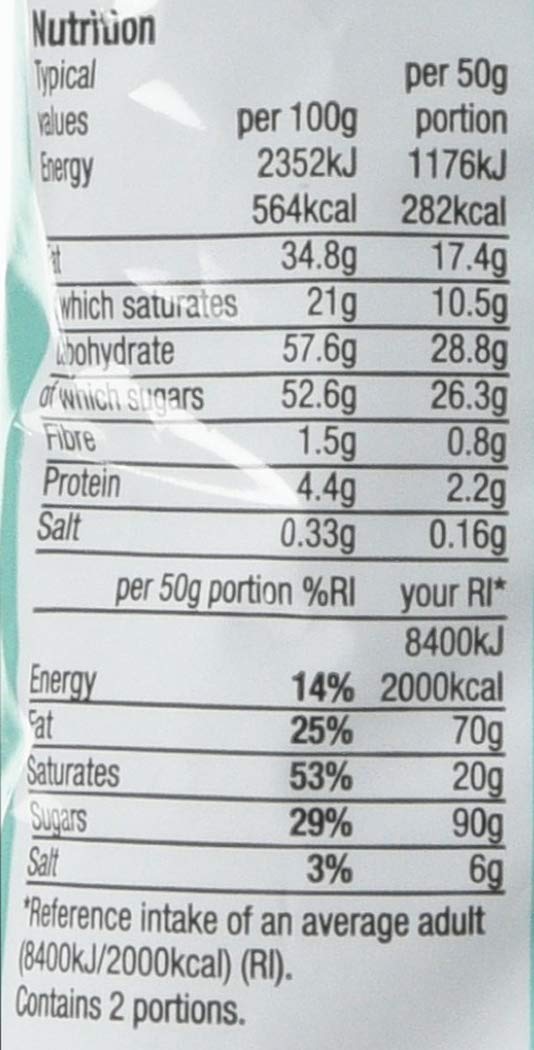 Nutrition
Typical per 50g
values per 100g portion
Energy 2352kJ 1176kJ
564kcal 282kcal
34.8g 17.4g
which saturates 21g 10.5g
57.6g 28.8g
of which sugars 52.6g 26.3g
Fibre 1.5g 0.8g
Protein 4.4g 2.2g
Salt 0.33g 0.16g
per 50g portion %RI your RI*
8400kJ
Energy 14% 2000kcal
Fat 25% 70g
Saturates 53% 20g
Sugars 29% 90g
Salt 3% 6g
*Reference intake of an average adult
(8400kJ/2000kcal) (RI).
Contains 2 portions.